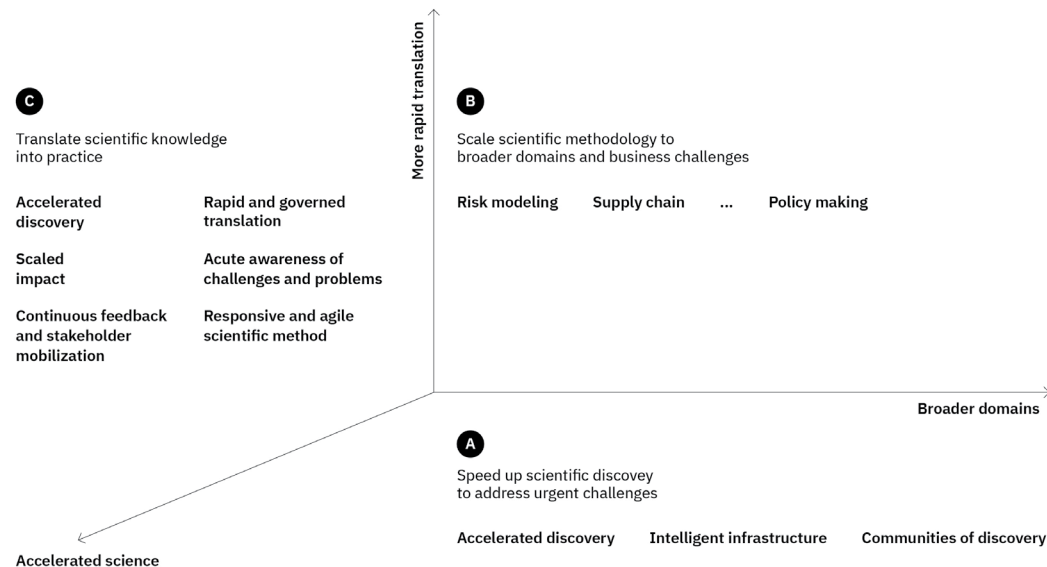 More rapid translation
C
Translate scientific knowledge
into practice
Accelerated
discovery
Rapid and governed
translation
Scaled
impact
Acute awareness of
challenges and problems
Continuous feedback
and stakeholder
mobilization
Responsive and agile
scientific method
B
Scale scientific methodology to
broader domains and business challenges
Risk modeling
Supply chain
...
Policy making
Broader domains
A
Speed up scientific discovey
to address urgent challenges
Accelerated discovery
Intelligent infrastructure
Communities of discovery
Accelerated science